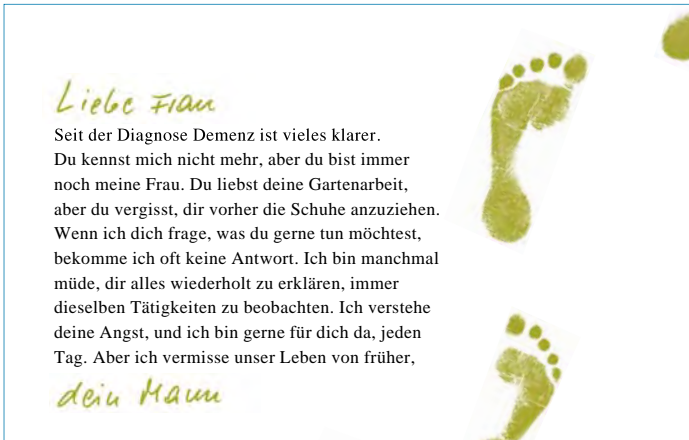 Liebe Frau
Seit der Diagnose Demenz ist vieles klarer.
Du kennst mich nicht mehr, aber du bist immer
noch meine Frau. Du liebst deine Gartenarbeit,
aber du vergisst, dir vorher die Schuhe anzuziehen.
Wenn ich dich frage, was du gerne tun möchtest,
bekomme ich oft keine Antwort. Ich bin manchmal
müde, dir alles wiederholt zu erklären, immer
dieselben Tätigkeiten zu beobachten. Ich verstehe
deine Angst, und ich bin gerne für dich da, jeden
Tag. Aber ich vermisse unser Leben von früher,
dein Mann